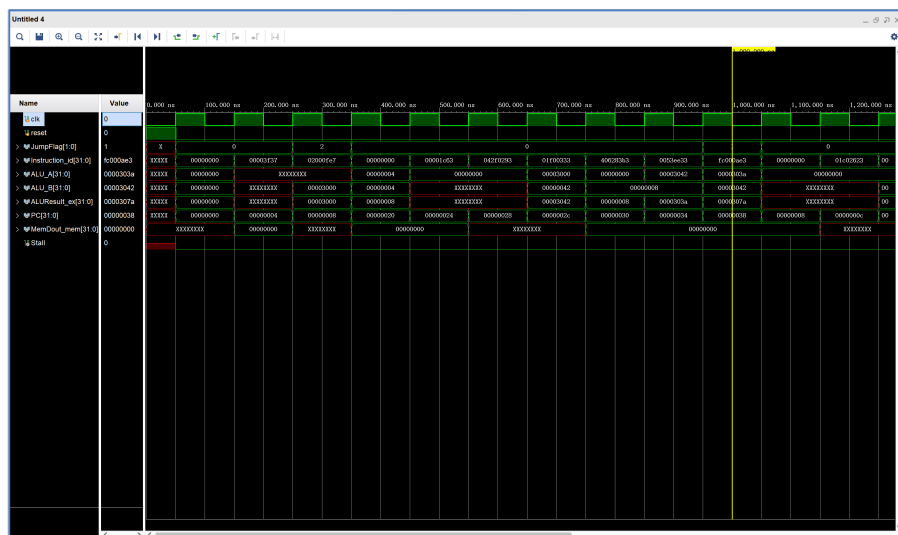 Untitled 4
1,000.000 ns
Name Value 0.000 ns 100.000 ns 200.000 ns 300.000 ns 400.000 ns 500.000 ns 600.000 ns 700.000 ns 800.000 ns 900.000 ns 1,000.000 ns 1,100.000 ns 1,200.000 ns
clk 0
reset 0
JumpFlag[1:0] 1 X 0 2 0 0
Instruction_id[31:0] fc000ae3 XXXXX 00000000 00003f37 02000fe7 00000000 00001c63 042f0293 01f00333 406283b3 0053ee33 fc000ae3 00000000 01c02623 00
ALU_A[31:0] 0000303a XXXXX 00000000 XXXXXXXX 00000004 00000000 00003000 00000000 00003042 0000303a 00000000
ALU_B[31:0] 00003042 XXXXX 00000000 XXXXXXXX 00003000 00000004 XXXXXXXX 00000042 00000008 00003042 XXXXXXXX 00
ALUResult_ex[31:0] 0000307a XXXXX 00000000 XXXXXXXX 00003000 00000008 XXXXXXXX 00003042 00000008 0000303a 0000307a XXXXXXXX 00
PC[31:0] 00000038 XXXXX 00000000 00000004 00000008 00000020 00000024 00000028 0000002c 00000030 00000034 00000038 00000008 0000000c 00
MemDout_mem[31:0] 00000000 XXXXXXXX 00000000 XXXXXXXX 00000000 XXXXXXXX 00000000 XXXXXXXX
Stall 0